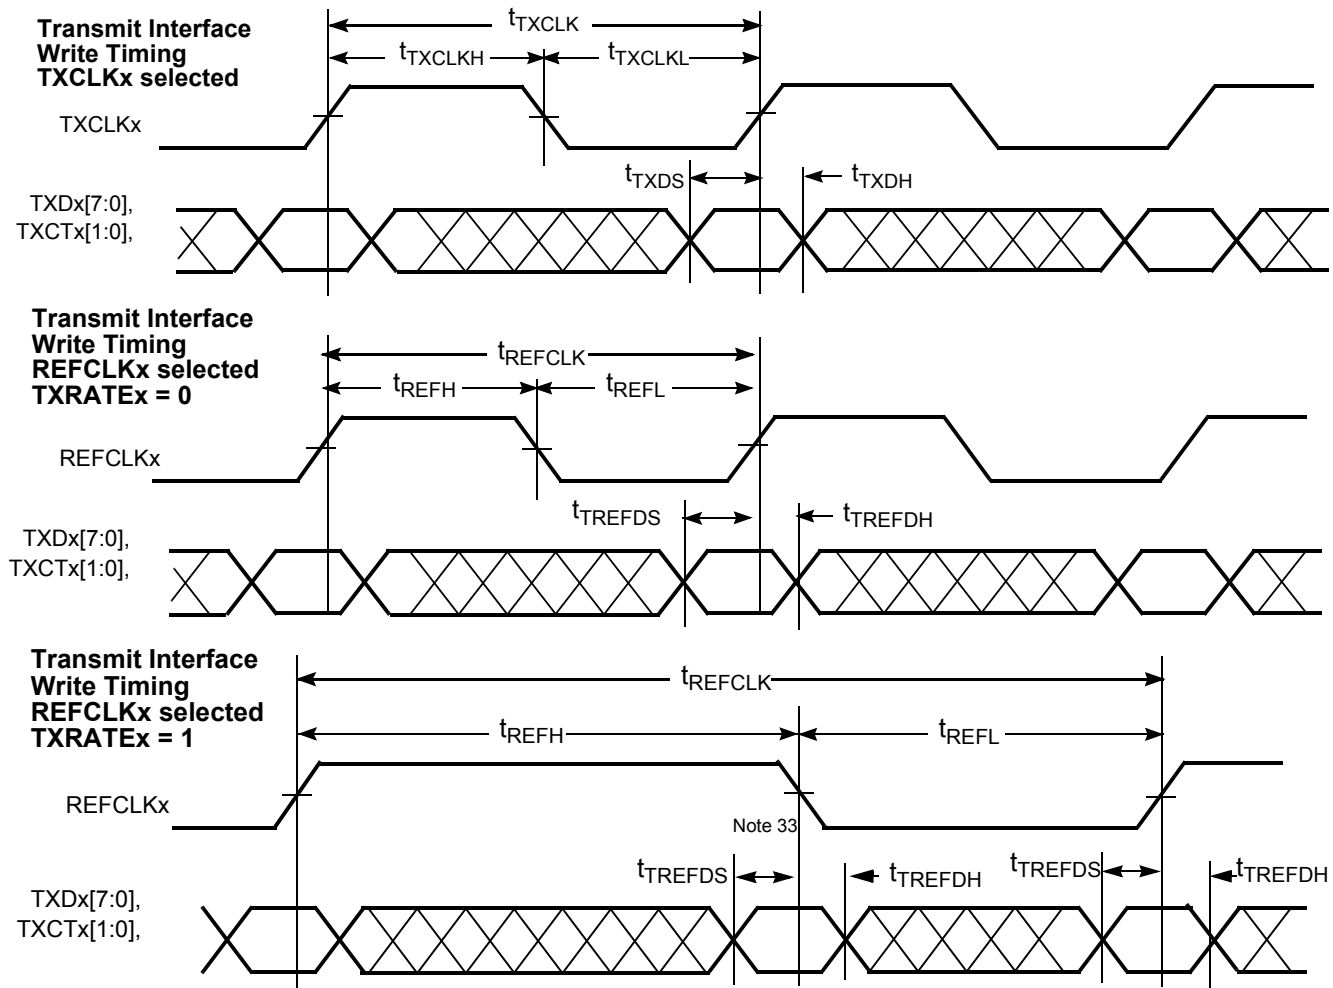 Transmit Interface
Write Timing
TXCLKx selected
tTXCLK
tTXCLKH
tTXCLKL
TXCLKx
tTXDS
tTXDH
TXDx[7:0],
TXCTx[1:0],
Transmit Interface
Write Timing
REFCLKx selected
TXRATEx = 0
tREFCLK
tREFH
tREFL
REFCLKx
tTREFDS
tTREFDH
TXDx[7:0],
TXCTx[1:0],
Transmit Interface
Write Timing
REFCLKx selected
TXRATEx = 1
tREFCLK
tREFH
tREFL
REFCLKx
Note 33
tTREFDS
tTREFDH
tTREFDS
tTREFDH
TXDx[7:0],
TXCTx[1:0],